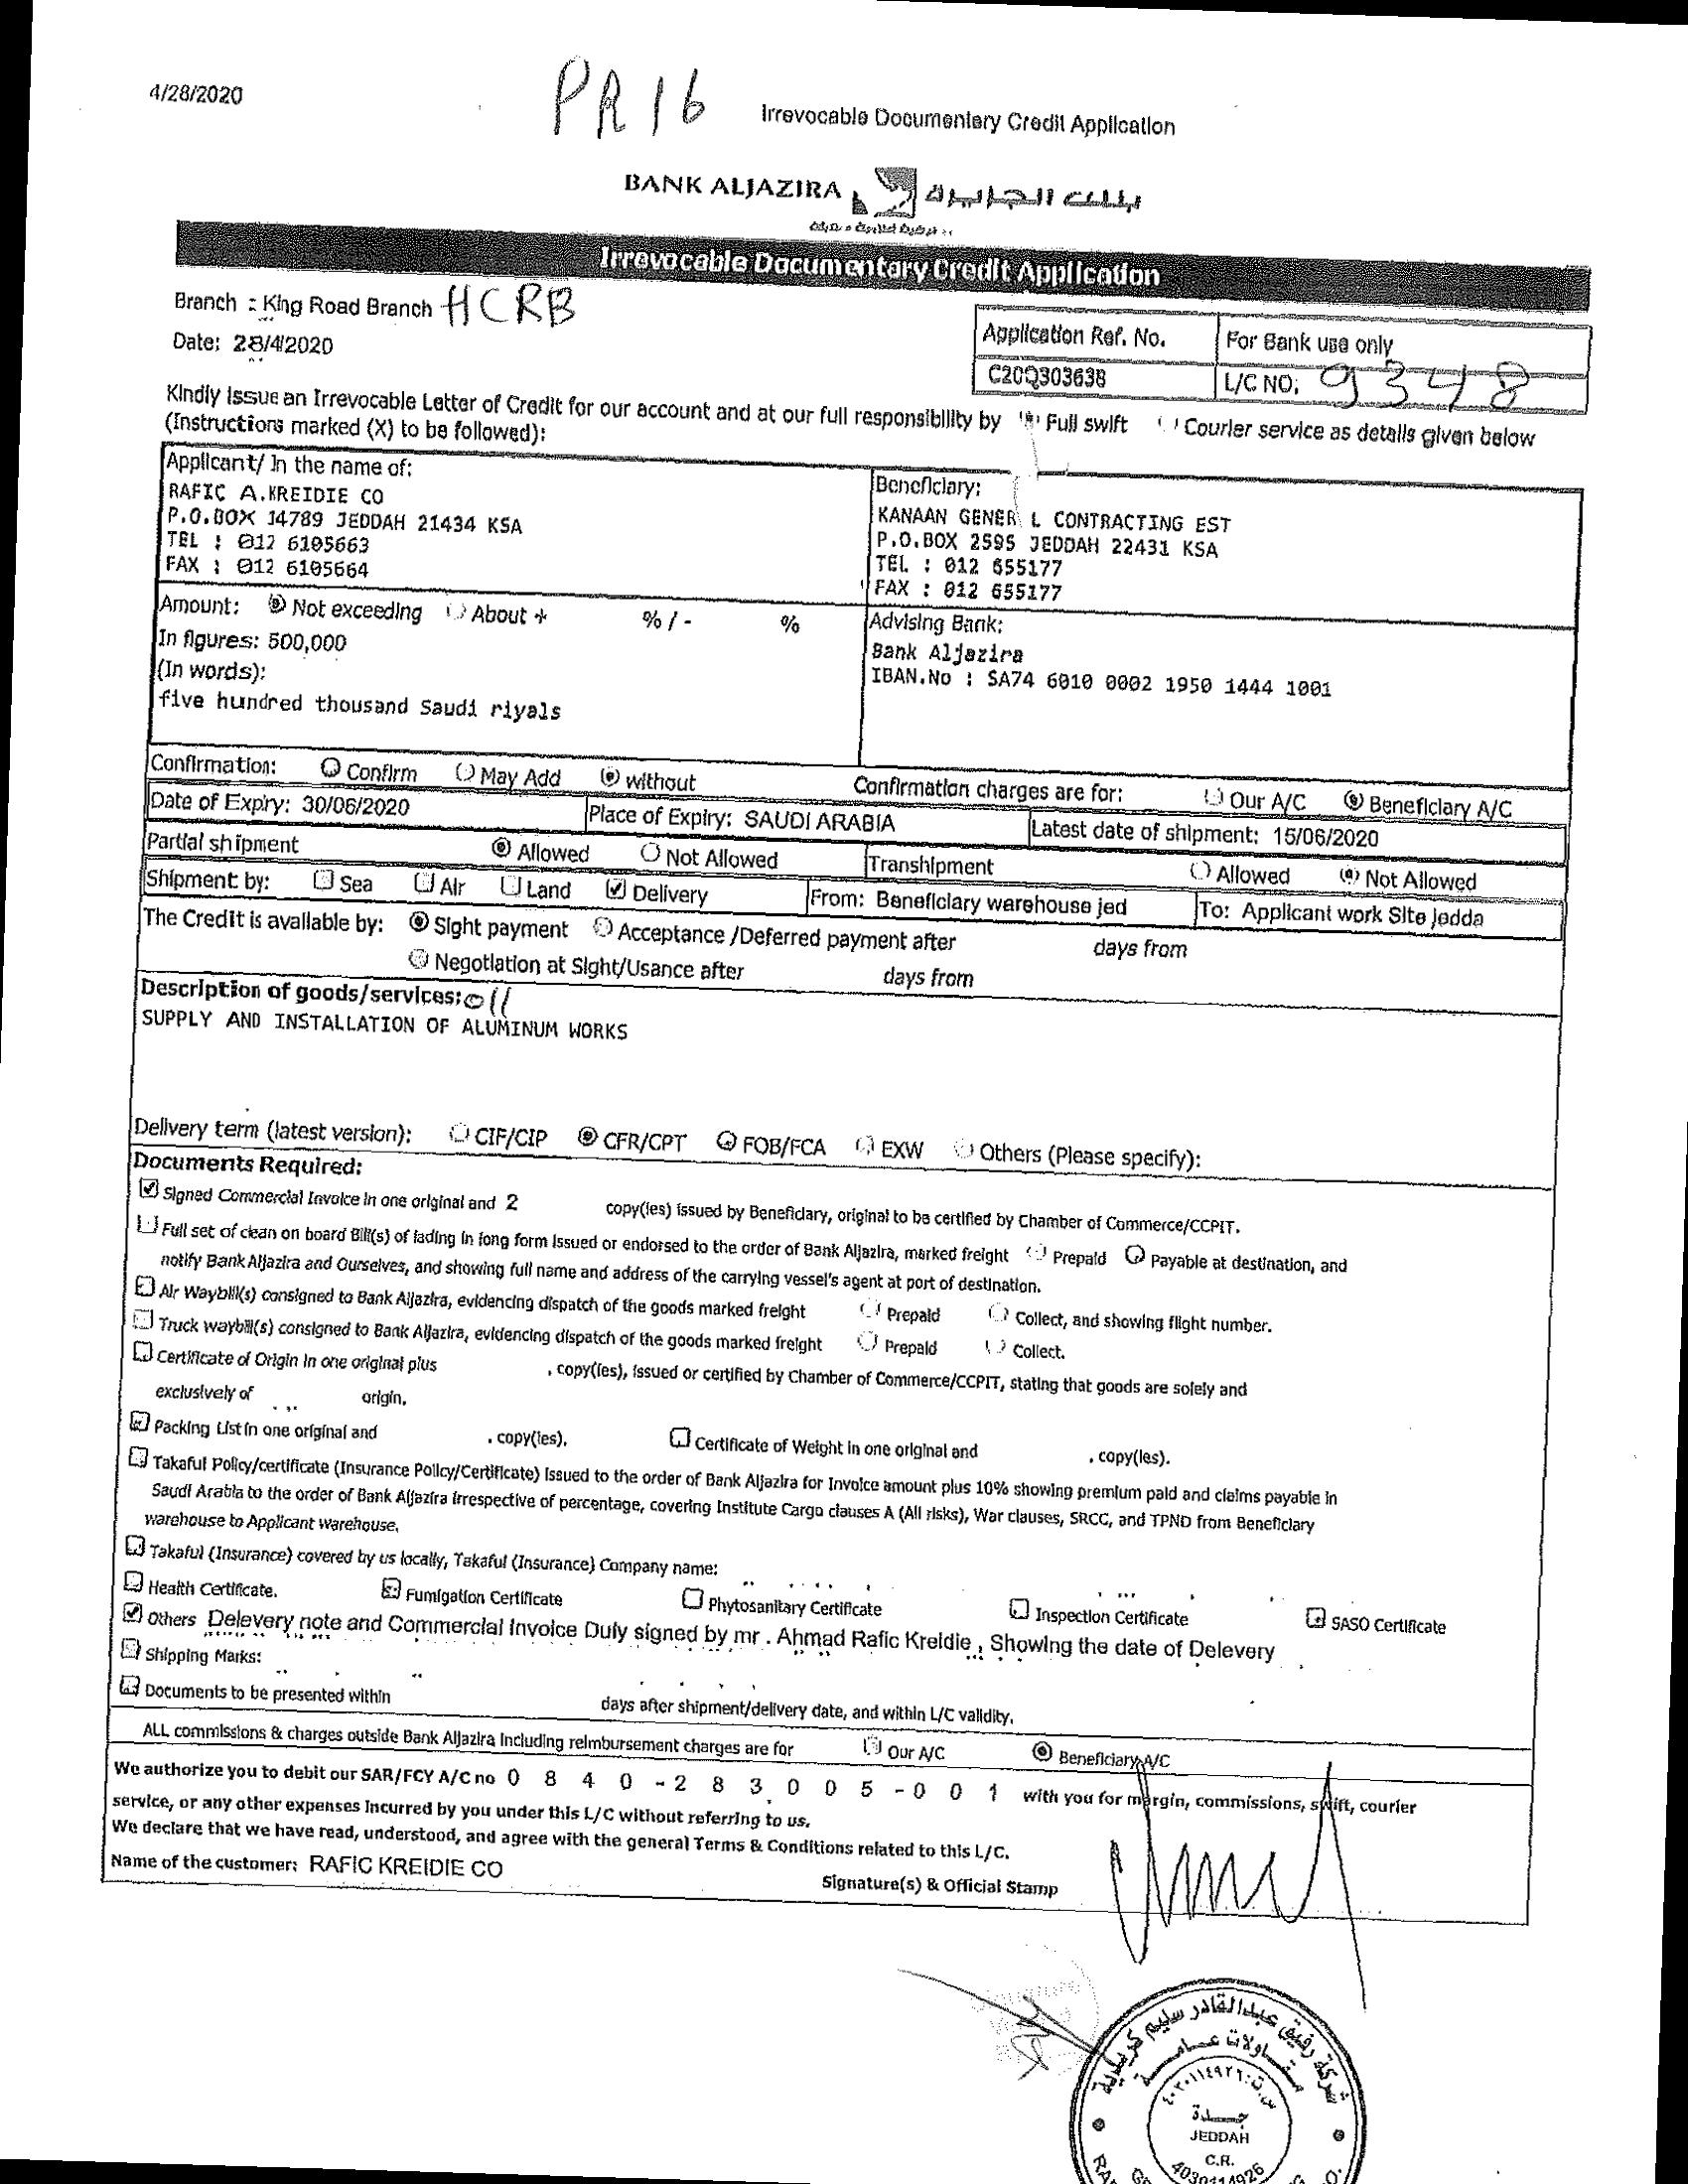 4/28/2020
PR 16
Irrevocable Documentary Credit Application
BANK ALJAZIRA بنك الجزيرة
Irrevocable Documentary Credit Application
Branch : King Road Branch HCRB
Date: 28/4/2020
Application Ref. No. For Bank use only
C20Q303638 L/C NO: 9348
Kindly issue an Irrevocable Letter of Credit for our account and at our full responsibility by Full swift Courier service as details given below
(Instructions marked (X) to be followed):
Applicant/ In the name of:
RAFIC A.KREIDIE CO
P.O.BOX 14789 JEDDAH 21434 KSA
TEL : 012 6105663
FAX : 012 6105664
Beneficiary:
KANAAN GENER L CONTRACTING EST
P.O.BOX 2595 JEDDAH 22431 KSA
TEL : 012 655177
FAX : 012 655177
Amount: Not exceeding About + % / - %
In figures: 500,000
(In words):
five hundred thousand Saudi riyals
Advising Bank:
Bank Aljazira
IBAN.No : SA74 6010 0002 1950 1444 1001
Confirmation: Confirm May Add without Confirmation charges are for: Our A/C Beneficiary A/C
Date of Expiry: 30/06/2020 Place of Expiry: SAUDI ARABIA Latest date of shipment: 15/06/2020
Partial shipment Allowed Not Allowed Transhipment Allowed Not Allowed
Shipment by: Sea Air Land Delivery From: Beneficiary warehouse jed To: Applicant work Site jedda
The Credit is available by: Sight payment Acceptance /Deferred payment after days from
Negotiation at Sight/Usance after days from
Description of goods/services:
SUPPLY AND INSTALLATION OF ALUMINUM WORKS
Delivery term (latest version): CIF/CIP CFR/CPT FOB/FCA EXW Others (Please specify):
Documents Required:
Signed Commercial Invoice in one original and 2 copy(ies) issued by Beneficiary, original to be certified by Chamber of Commerce/CCPIT.
Full set of clean on board Bill(s) of lading in long form issued or endorsed to the order of Bank Aljazira, marked freight Prepaid Payable at destination, and
notify Bank Aljazira and Ourselves, and showing full name and address of the carrying vessel's agent at port of destination.
Air Waybill(s) consigned to Bank Aljazira, evidencing dispatch of the goods marked freight Prepaid Collect, and showing flight number.
Truck waybill(s) consigned to Bank Aljazira, evidencing dispatch of the goods marked freight Prepaid Collect.
Certificate of Origin in one original plus , copy(ies), issued or certified by Chamber of Commerce/CCPIT, stating that goods are solely and
exclusively of origin.
Packing List in one original and , copy(ies). Certificate of Weight in one original and , copy(ies).
Takaful Policy/certificate (Insurance Policy/Certificate) issued to the order of Bank Aljazira for Invoice amount plus 10% showing premium paid and claims payable in
Saudi Arabia to the order of Bank Aljazira irrespective of percentage, covering Institute Cargo clauses A (All risks), War clauses, SRCC, and TPND from Beneficiary
warehouse to Applicant warehouse.
Takaful (Insurance) covered by us locally, Takaful (Insurance) Company name:
Health Certificate. Fumigation Certificate Phytosanitary Certificate Inspection Certificate SASO Certificate
Others Delevery note and Commercial Invoice Duly signed by mr . Ahmad Rafic Kreidie , Showing the date of Delevery
Shipping Marks:
Documents to be presented within days after shipment/delivery date, and within L/C validity.
ALL commissions & charges outside Bank Aljazira including reimbursement charges are for Our A/C Beneficiary A/C
We authorize you to debit our SAR/FCY A/C no 0 8 4 0 - 2 8 3 0 0 5 - 0 0 1 with you for margin, commissions, swift, courier
service, or any other expenses incurred by you under this L/C without referring to us.
We declare that we have read, understood, and agree with the general Terms & Conditions related to this L/C.
Name of the customer: RAFIC KREIDIE CO
Signature(s) & Official Stamp
شركة رفيق عبدالقادر سليم كريدية
مقاولات عامة
س.ت: ٤٠٣٠١١٤٩٢٦
جدة
JEDDAH
C.R.
4030114926